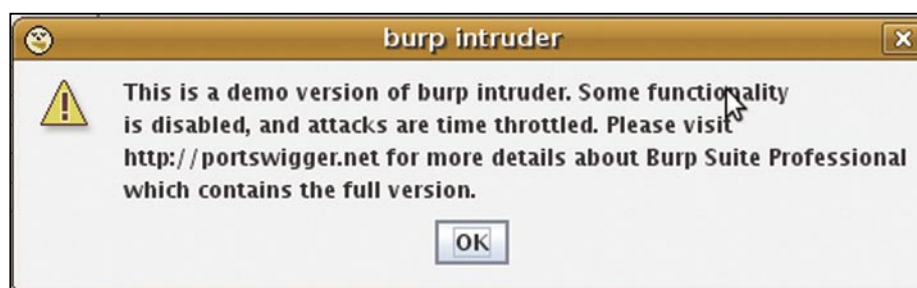 burp intruder
This is a demo version of burp intruder. Some functionality
is disabled, and attacks are time throttled. Please visit
http://portswigger.net for more details about Burp Suite Professional
which contains the full version.
OK